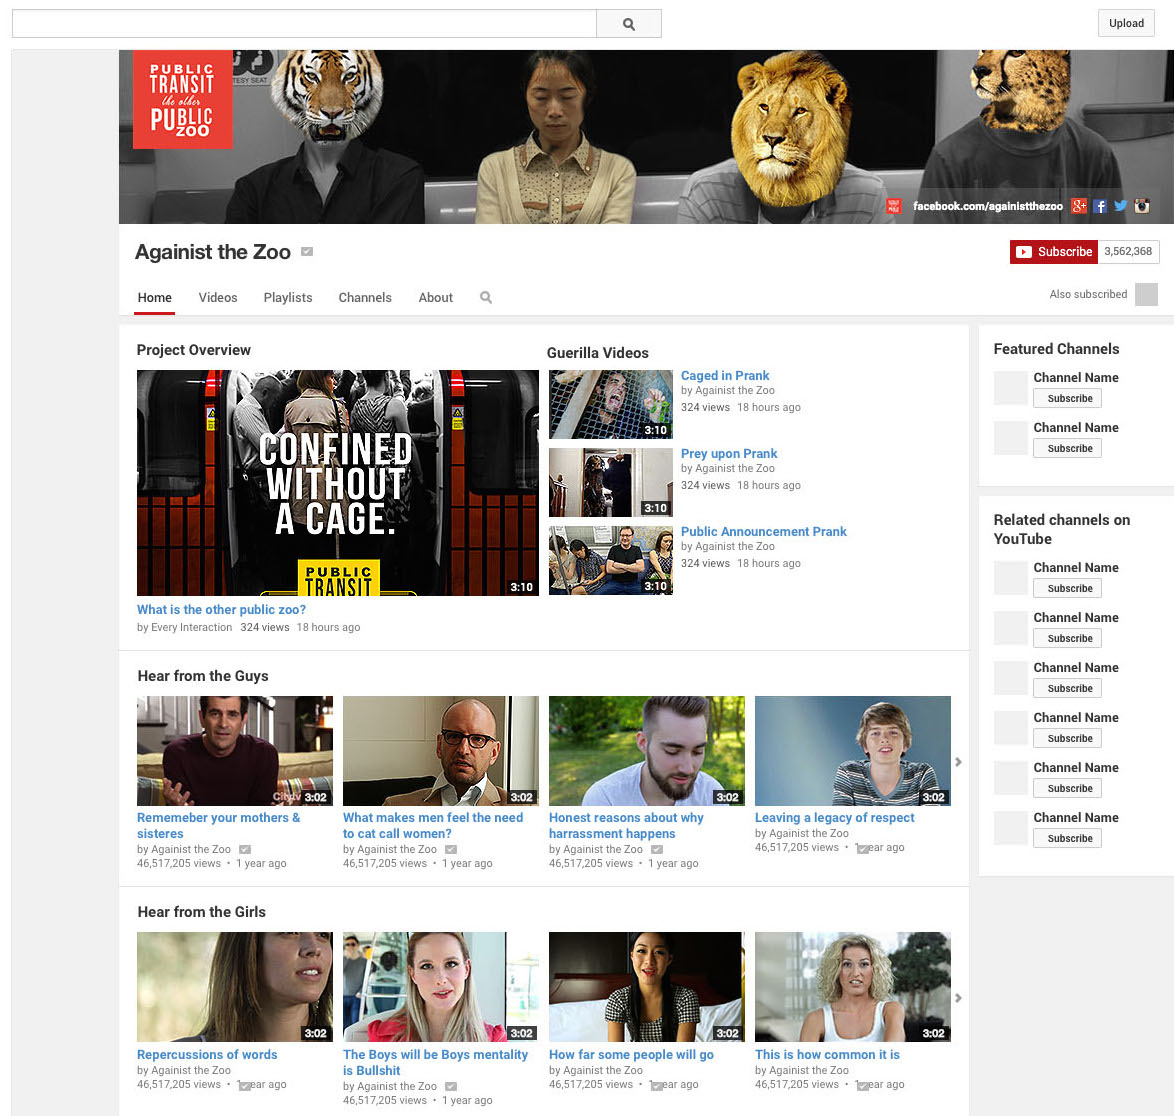 Upload
PUBLIC
TRANSIT
the other
PUBLIC
ZOO
TESY SEAT
facebook.com/againistthezoo
Againist the Zoo
Subscribe 3,562,368
Home Videos Playlists Channels About
Also subscribed
Project Overview
CONFINED
WITHOUT
A CAGE.
PUBLIC
TRANSIT
3:10
What is the other public zoo?
by Every Interaction 324 views 18 hours ago
Guerilla Videos
3:10
Caged in Prank
by Againist the Zoo
324 views 18 hours ago
3:10
Prey upon Prank
by Againist the Zoo
324 views 18 hours ago
3:10
Public Announcement Prank
by Againist the Zoo
324 views 18 hours ago
Hear from the Guys
3:02
Rememeber your mothers &
sisteres
by Againist the Zoo
46,517,205 views • 1 year ago
3:02
What makes men feel the need
to cat call women?
by Againist the Zoo
46,517,205 views • 1 year ago
3:02
Honest reasons about why
harrassment happens
by Againist the Zoo
46,517,205 views • 1 year ago
3:02
Leaving a legacy of respect
by Againist the Zoo
46,517,205 views • 1 year ago
Hear from the Girls
3:02
Repercussions of words
by Againist the Zoo
46,517,205 views • 1 year ago
3:02
The Boys will be Boys mentality
is Bullshit
by Againist the Zoo
46,517,205 views • 1 year ago
3:02
How far some people will go
by Againist the Zoo
46,517,205 views • 1 year ago
3:02
This is how common it is
by Againist the Zoo
46,517,205 views • 1 year ago
Featured Channels
Channel Name
Subscribe
Channel Name
Subscribe
Related channels on
YouTube
Channel Name
Subscribe
Channel Name
Subscribe
Channel Name
Subscribe
Channel Name
Subscribe
Channel Name
Subscribe
Channel Name
Subscribe